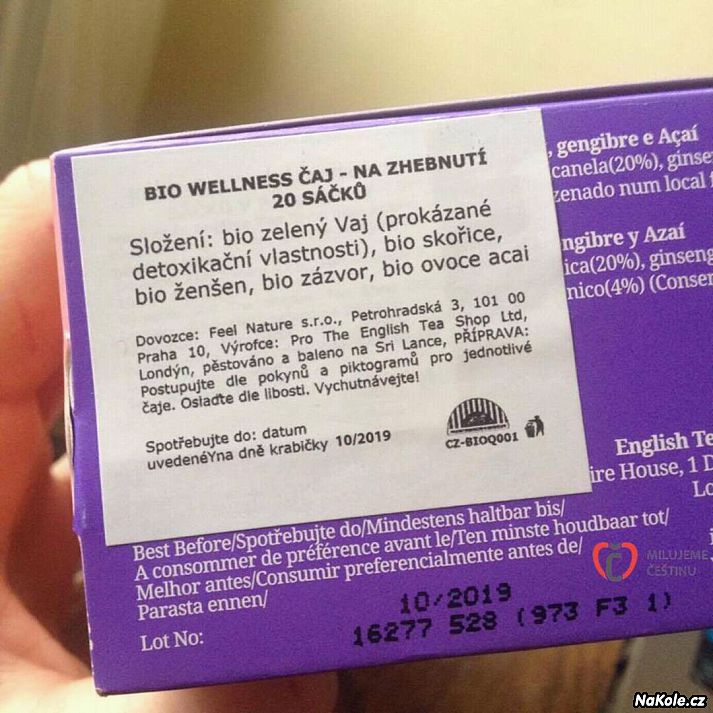 BIO WELLNESS ČAJ - NA ZHEBNUTÍ
20 SÁČKŮ
Složení: bio zelený Vaj (prokázané
detoxikační vlastnosti), bio skořice,
bio ženšen, bio zázvor, bio ovoce acai
Dovozce: Feel Nature s.r.o., Petrohradská 3, 101 00
Praha 10, Výrofce: Pro The English Tea Shop Ltd,
Londýn, pěstováno a baleno na Sri Lance, PŘÍPRAVA:
Postupujte dle pokynů a piktogramů pro jednotlivé
čaje. Oslaďte dle libosti. Vychutnávejte!
Spotřebujte do: datum
uvedenéYna dně krabičky 10/2019
CZ-BIOQ001
, gengibre e Açaí
canela(20%), ginse
zenado num local
ngibre y Azaí
ica(20%), ginseng
nico(4%) (Conser
English Te
ire House, 1 D
Lo
Best Before/Spotřebujte do/Mindestens haltbar bis/
A consommer de préférence avant le/Ten minste houdbaar tot/
Melhor antes/Consumir preferencialmente antes de/
Parasta ennen/
10/2019
Lot No:
16277 528 (973 F3 1)
MILUJEME
ČEŠTINU
NaKole.cz